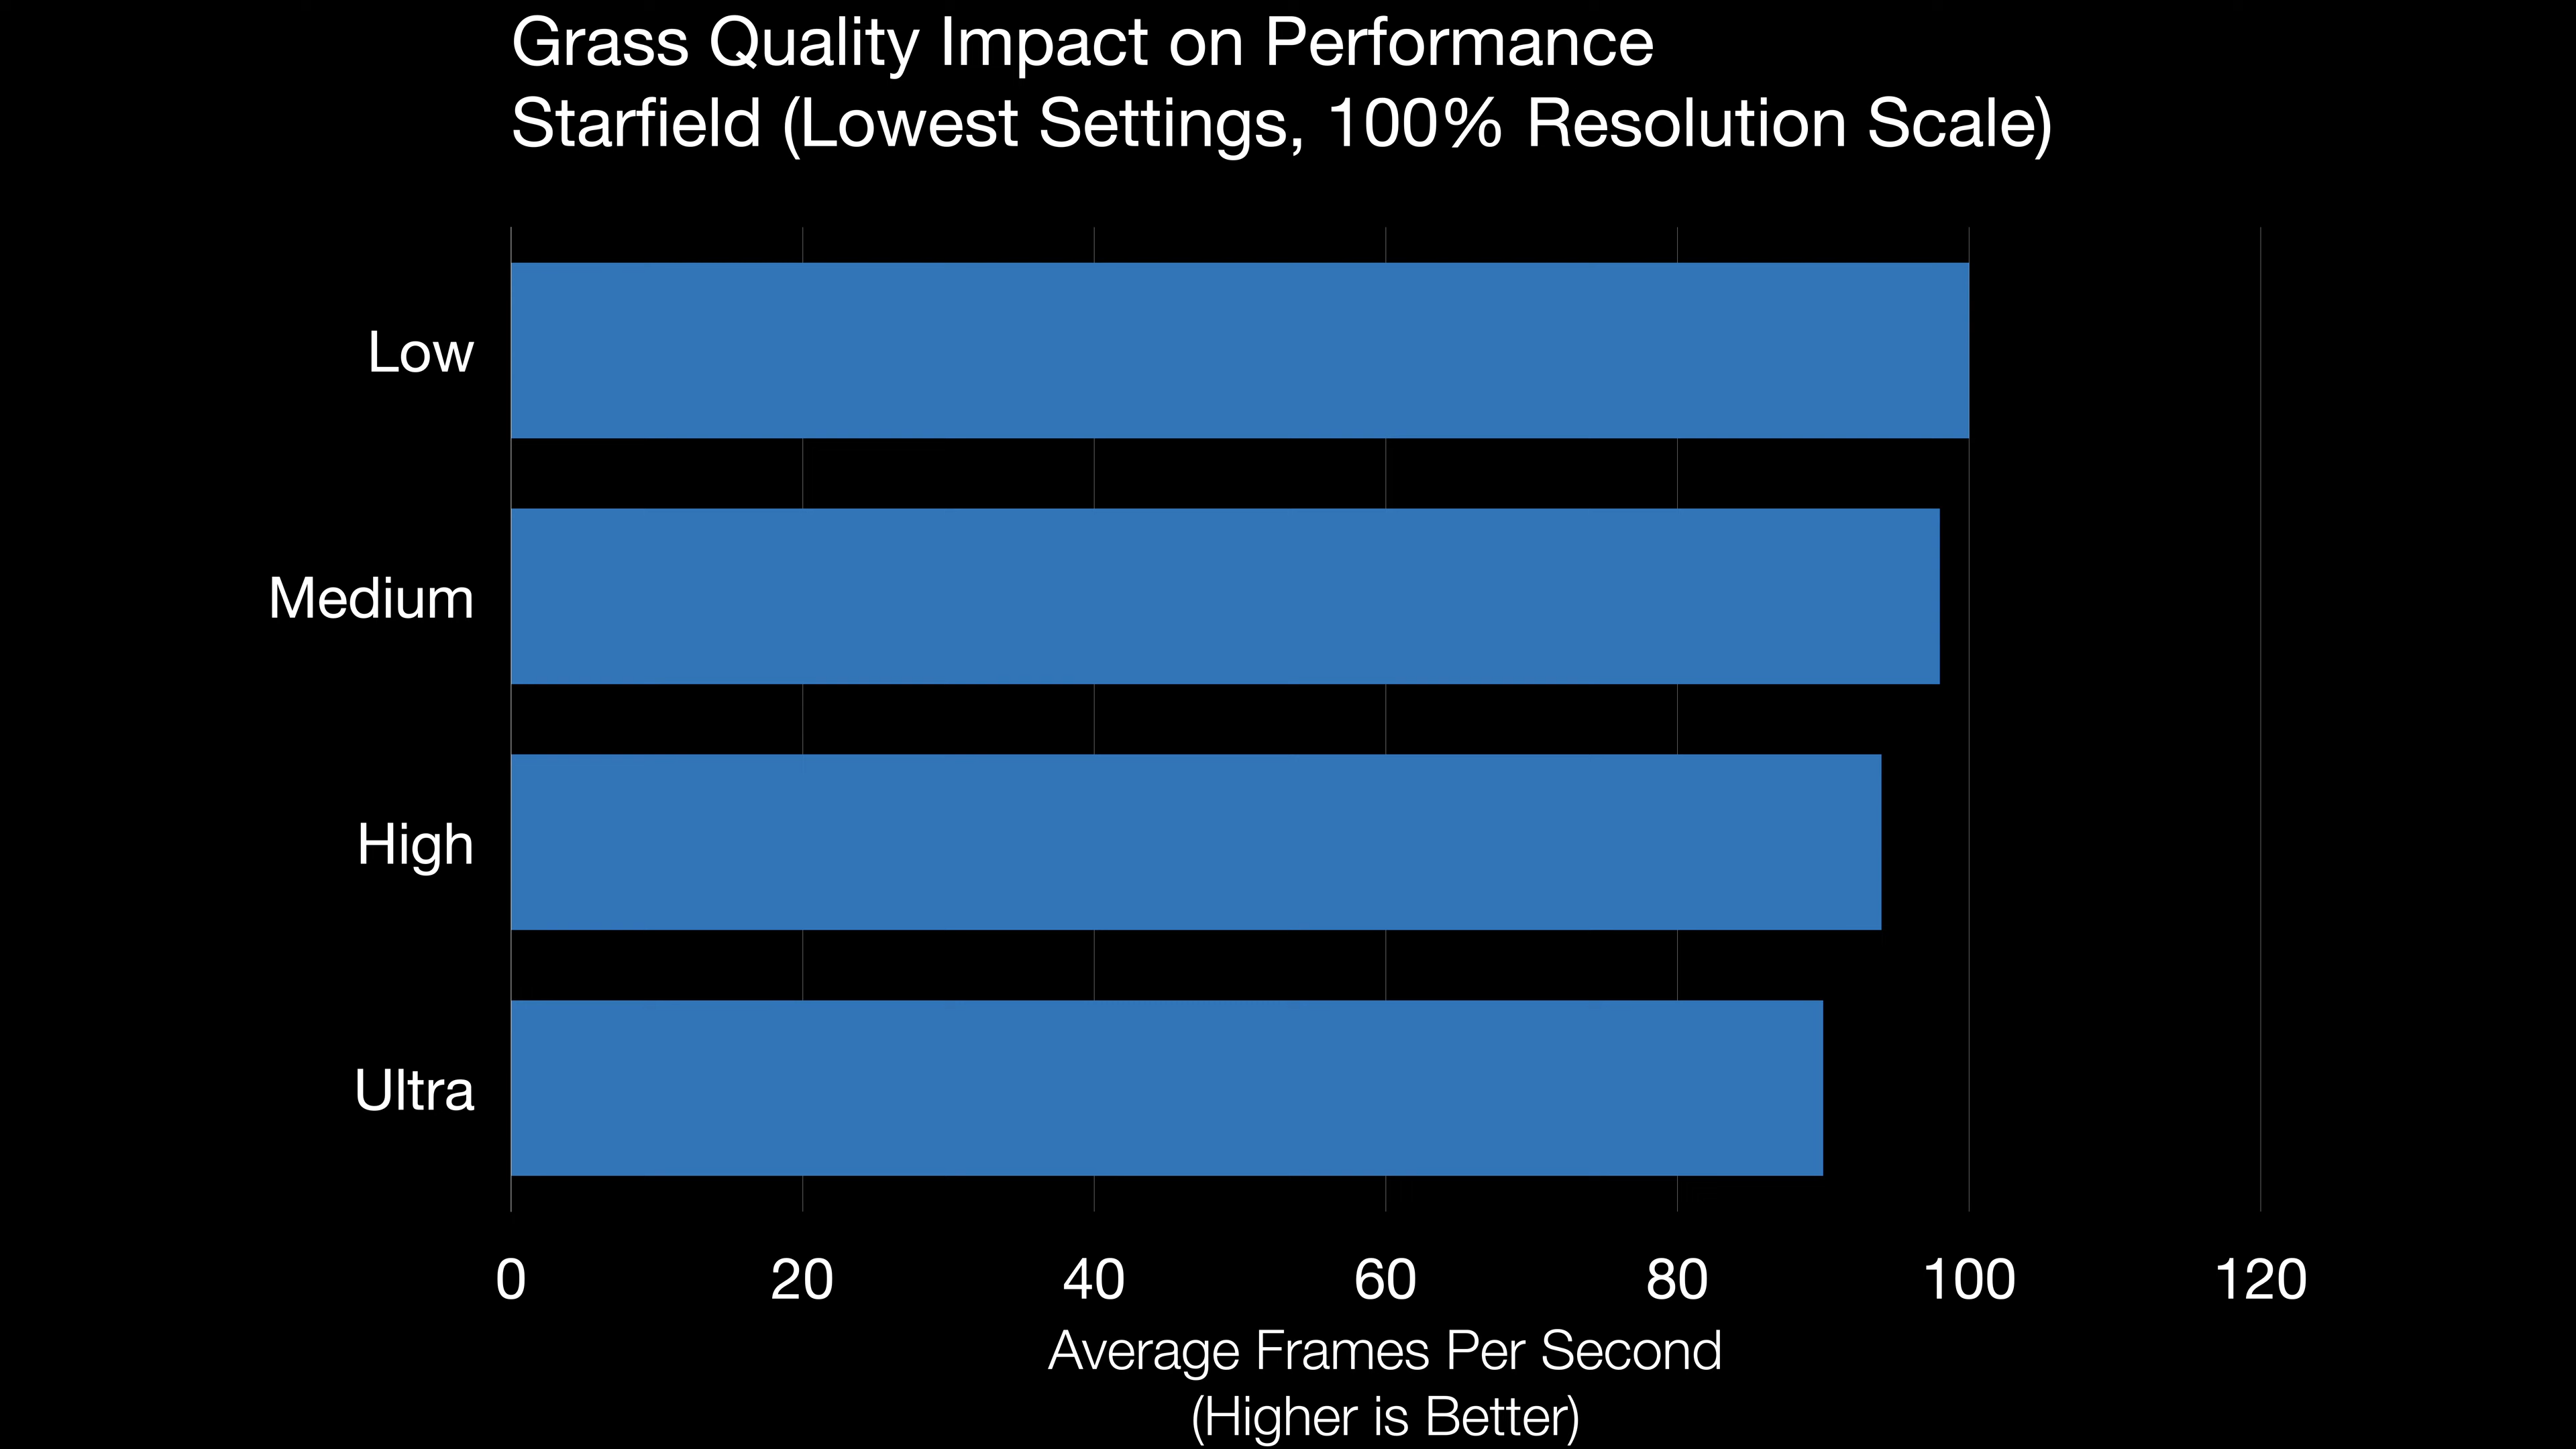 Grass Quality Impact on Performance
Starfield (Lowest Settings, 100% Resolution Scale)
Low
Medium
High
Ultra
0 20 40 60 80 100 120
Average Frames Per Second
(Higher is Better)